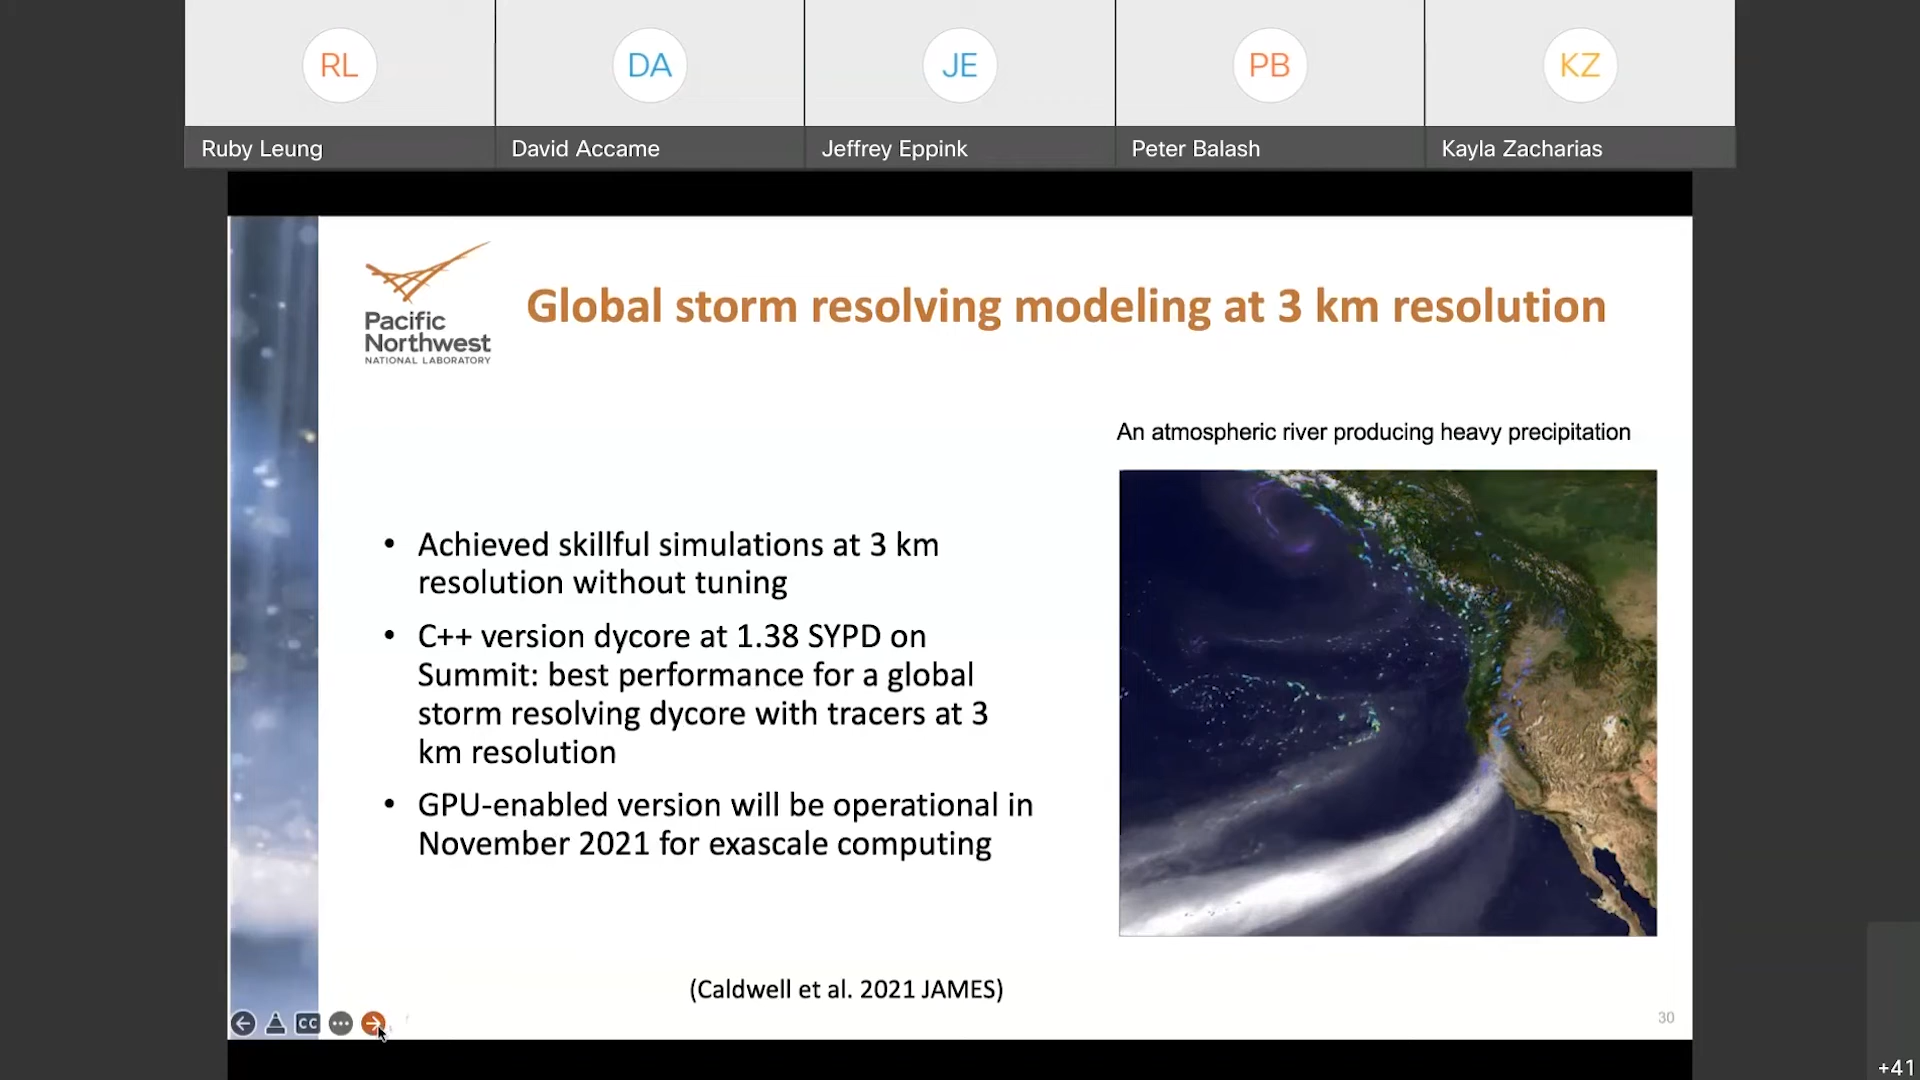 RL
DA
JE
PB
KZ
Ruby Leung
David Accame
Jeffrey Eppink
Peter Balash
Kayla Zacharias
Pacific
Northwest
NATIONAL LABORATORY
Global storm resolving modeling at 3 km resolution
An atmospheric river producing heavy precipitation
• Achieved skillful simulations at 3 km
resolution without tuning
• C++ version dycore at 1.38 SYPD on
Summit: best performance for a global
storm resolving dycore with tracers at 3
km resolution
• GPU-enabled version will be operational in
November 2021 for exascale computing
(Caldwell et al. 2021 JAMES)
CC
30
+41